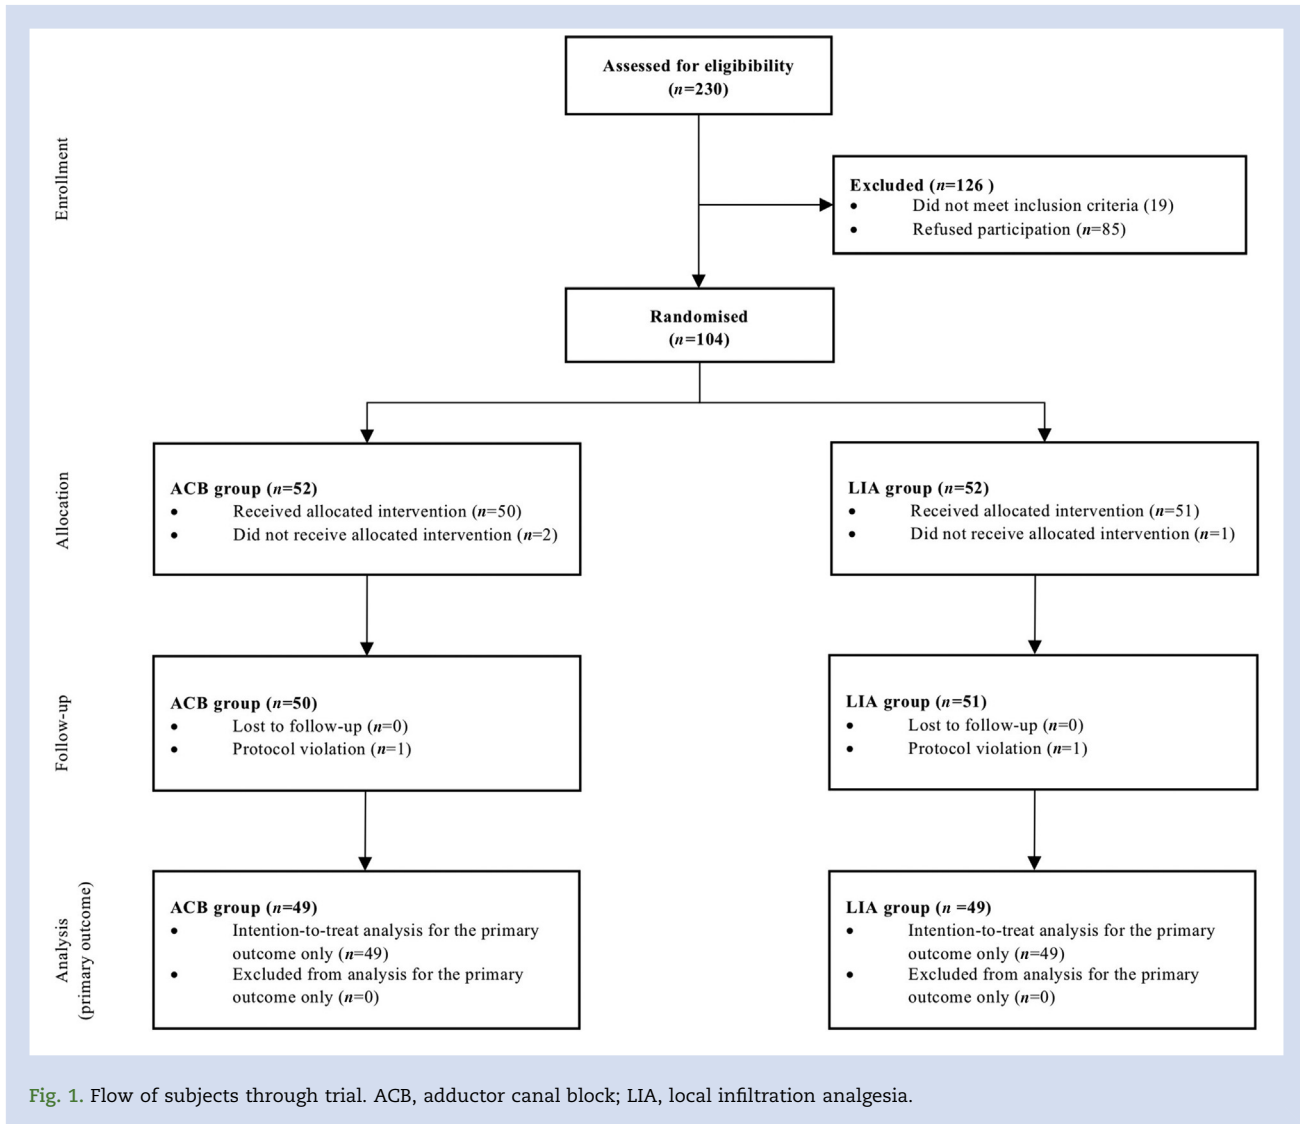 Assessed for eligibibility
(n=230)
Enrollment
Excluded (n=126 )
• Did not meet inclusion criteria (19)
• Refused participation (n=85)
Randomised
(n=104)
Allocation
ACB group (n=52)
• Received allocated intervention (n=50)
• Did not receive allocated intervention (n=2)
LIA group (n=52)
• Received allocated intervention (n=51)
• Did not receive allocated intervention (n=1)
Follow-up
ACB group (n=50)
• Lost to follow-up (n=0)
• Protocol violation (n=1)
LIA group (n=51)
• Lost to follow-up (n=0)
• Protocol violation (n=1)
Analysis
(primary outcome)
ACB group (n=49)
• Intention-to-treat analysis for the primary
outcome only (n=49)
• Excluded from analysis for the primary
outcome only (n=0)
LIA group (n =49)
• Intention-to-treat analysis for the primary
outcome only (n=49)
• Excluded from analysis for the primary
outcome only (n=0)
Fig. 1. Flow of subjects through trial. ACB, adductor canal block; LIA, local infiltration analgesia.